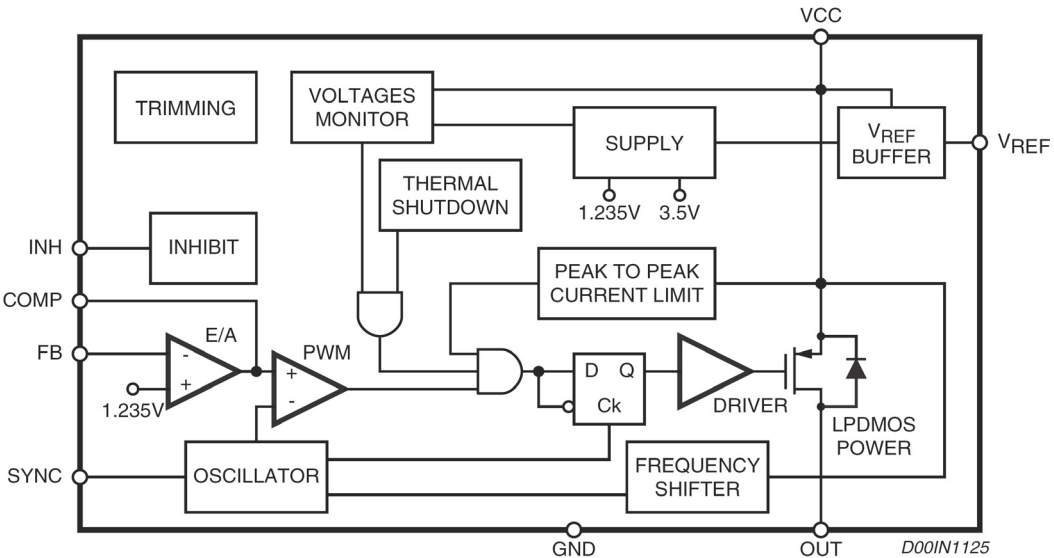 VCC
TRIMMING
VOLTAGES
MONITOR
SUPPLY
VREF
BUFFER
VREF
THERMAL
SHUTDOWN
1.235V
3.5V
INH
INHIBIT
PEAK TO PEAK
CURRENT LIMIT
COMP
E/A
FB
-
+
1.235V
PWM
+
-
D Q
Ck
DRIVER
LPDMOS
POWER
SYNC
OSCILLATOR
FREQUENCY
SHIFTER
GND
OUT
D00IN1125